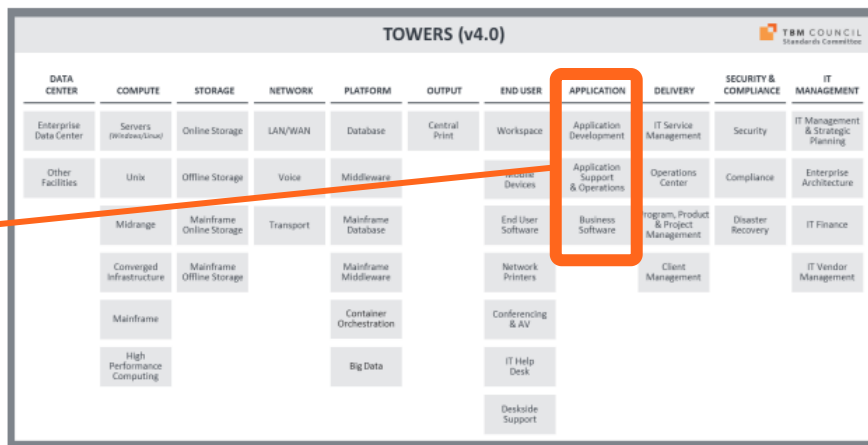 TOWERS (v4.0)
TBM COUNCIL
Standards Committee
DATA
CENTER
COMPUTE
STORAGE
NETWORK
PLATFORM
OUTPUT
END USER
APPLICATION
DELIVERY
SECURITY &
COMPLIANCE
IT
MANAGEMENT
Enterprise
Data Center
Servers
(Windows/Linux)
Online Storage
LAN/WAN
Database
Central
Print
Workspace
Application
Development
IT Service
Management
Security
IT Management
& Strategic
Planning
Other
Facilities
Unix
Offline Storage
Voice
Middleware
Mobile
Devices
Application
Support
& Operations
Operations
Center
Compliance
Enterprise
Architecture
Midrange
Mainframe
Online Storage
Transport
Mainframe
Database
End User
Software
Business
Software
Program, Product
& Project
Management
Disaster
Recovery
IT Finance
Converged
Infrastructure
Mainframe
Offline Storage
Mainframe
Middleware
Network
Printers
Client
Management
IT Vendor
Management
Mainframe
Container
Orchestration
Conferencing
& AV
High
Performance
Computing
Big Data
IT Help
Desk
Deskside
Support